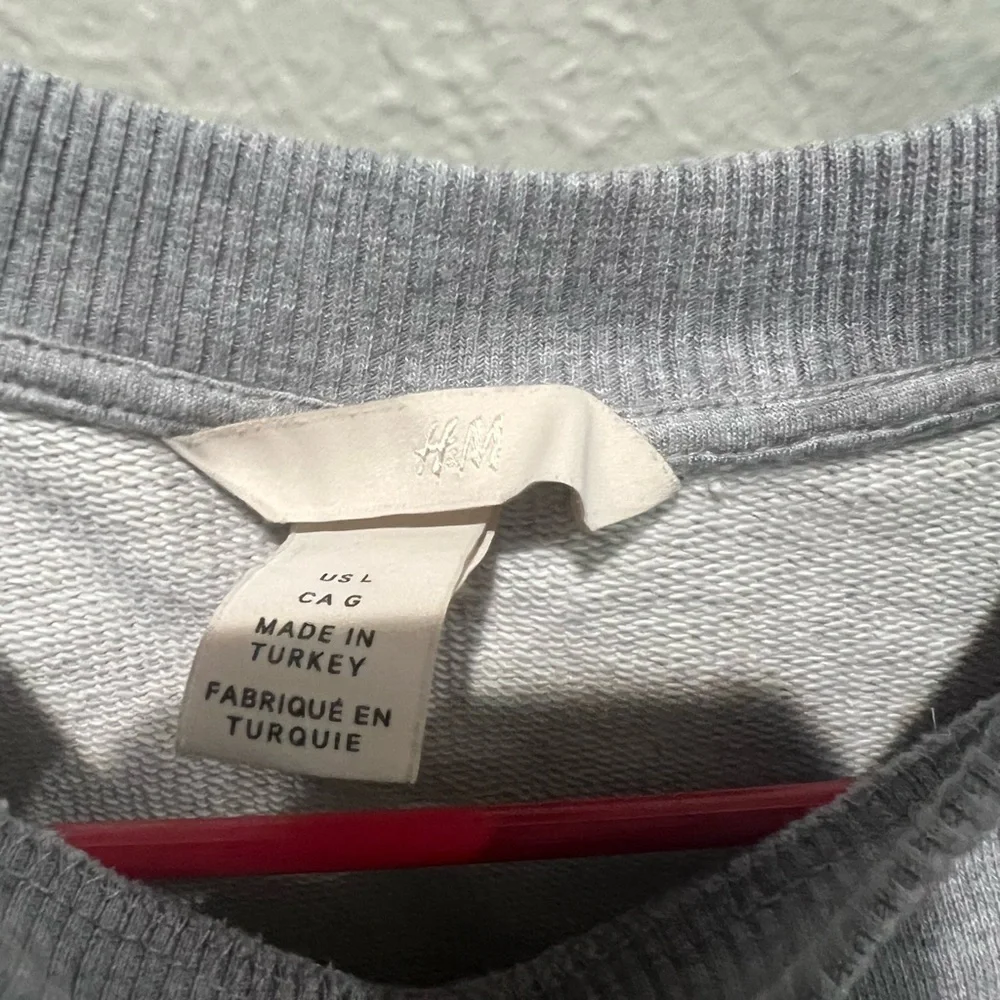 H&M
US L
CA G
MADE IN
TURKEY
FABRIQUÉ EN
TURQUIE